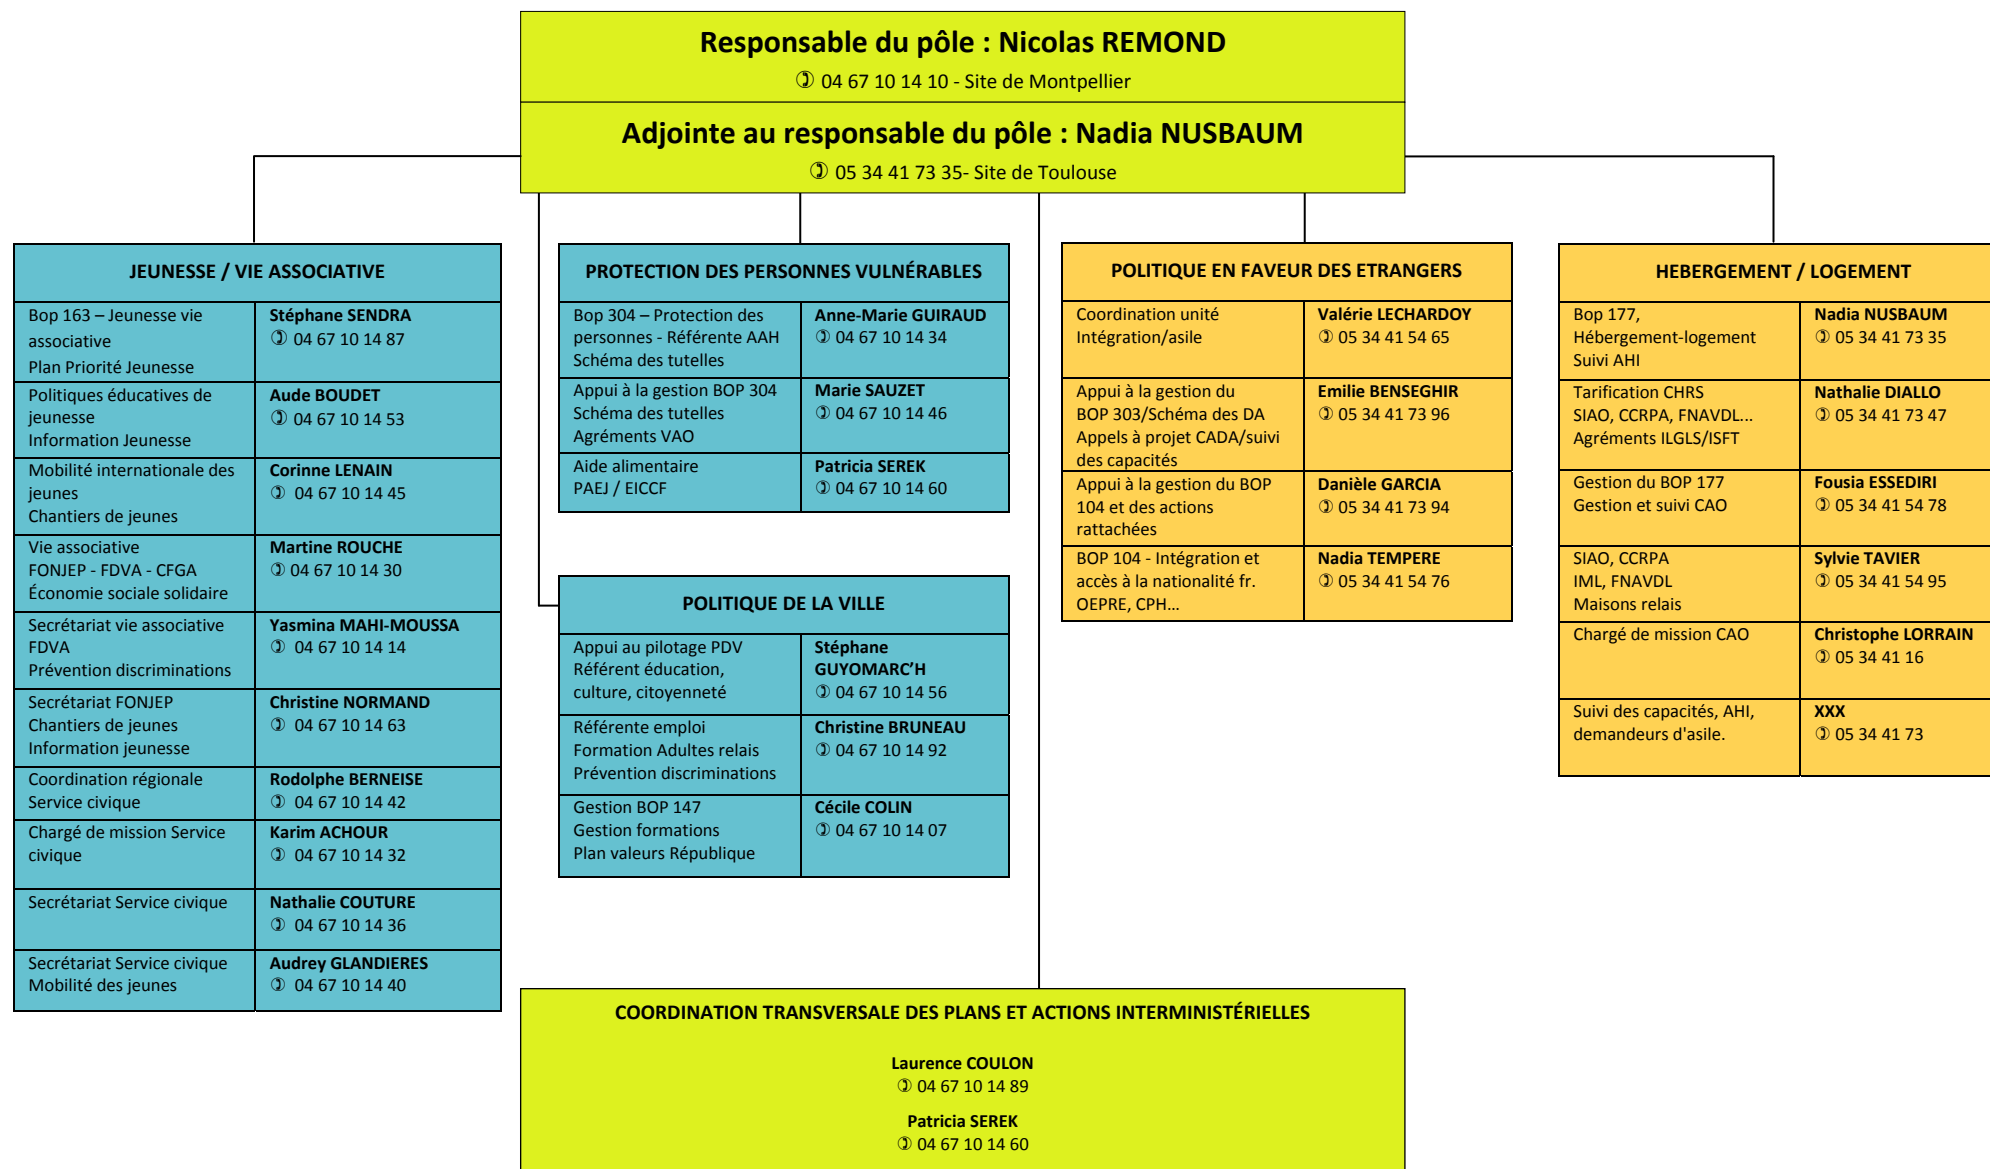 Responsable du pôle : Nicolas REMOND
✆ 04 67 10 14 10 - Site de Montpellier
Adjointe au responsable du pôle : Nadia NUSBAUM
✆ 05 34 41 73 35- Site de Toulouse
JEUNESSE / VIE ASSOCIATIVE
Bop 163 – Jeunesse vie
associative
Plan Priorité Jeunesse
Stéphane SENDRA
✆ 04 67 10 14 87
Politiques éducatives de
jeunesse
Information Jeunesse
Aude BOUDET
✆ 04 67 10 14 53
Mobilité internationale des
jeunes
Chantiers de jeunes
Corinne LENAIN
✆ 04 67 10 14 45
Vie associative
FONJEP - FDVA - CFGA
Économie sociale solidaire
Martine ROUCHE
✆ 04 67 10 14 30
Secrétariat vie associative
FDVA
Prévention discriminations
Yasmina MAHI-MOUSSA
✆ 04 67 10 14 14
Secrétariat FONJEP
Chantiers de jeunes
Information jeunesse
Christine NORMAND
✆ 04 67 10 14 63
Coordination régionale
Service civique
Rodolphe BERNEISE
✆ 04 67 10 14 42
Chargé de mission Service
civique
Karim ACHOUR
✆ 04 67 10 14 32
Secrétariat Service civique
Nathalie COUTURE
✆ 04 67 10 14 36
Secrétariat Service civique
Mobilité des jeunes
Audrey GLANDIERES
✆ 04 67 10 14 40
PROTECTION DES PERSONNES VULNÉRABLES
Bop 304 – Protection des
personnes - Référente AAH
Schéma des tutelles
Anne-Marie GUIRAUD
✆ 04 67 10 14 34
Appui à la gestion BOP 304
Schéma des tutelles
Agréments VAO
Marie SAUZET
✆ 04 67 10 14 46
Aide alimentaire
PAEJ / EICCF
Patricia SEREK
✆ 04 67 10 14 60
POLITIQUE DE LA VILLE
Appui au pilotage PDV
Référent éducation,
culture, citoyenneté
Stéphane
GUYOMARC’H
✆ 04 67 10 14 56
Référente emploi
Formation Adultes relais
Prévention discriminations
Christine BRUNEAU
✆ 04 67 10 14 92
Gestion BOP 147
Gestion formations
Plan valeurs République
Cécile COLIN
✆ 04 67 10 14 07
POLITIQUE EN FAVEUR DES ETRANGERS
Coordination unité
Intégration/asile
Valérie LECHARDOY
✆ 05 34 41 54 65
Appui à la gestion du
BOP 303/Schéma des DA
Appels à projet CADA/suivi
des capacités
Emilie BENSEGHIR
✆ 05 34 41 73 96
Appui à la gestion du BOP
104 et des actions
rattachées
Danièle GARCIA
✆ 05 34 41 73 94
BOP 104 - Intégration et
accès à la nationalité fr.
OEPRE, CPH…
Nadia TEMPERE
✆ 05 34 41 54 76
HEBERGEMENT / LOGEMENT
Bop 177,
Hébergement-logement
Suivi AHI
Nadia NUSBAUM
✆ 05 34 41 73 35
Tarification CHRS
SIAO, CCRPA, FNAVDL...
Agréments ILGLS/ISFT
Nathalie DIALLO
✆ 05 34 41 73 47
Gestion du BOP 177
Gestion et suivi CAO
Fousia ESSEDIRI
✆ 05 34 41 54 78
SIAO, CCRPA
IML, FNAVDL
Maisons relais
Sylvie TAVIER
✆ 05 34 41 54 95
Chargé de mission CAO
Christophe LORRAIN
✆ 05 34 41 16
Suivi des capacités, AHI,
demandeurs d'asile.
XXX
✆ 05 34 41 73
COORDINATION TRANSVERSALE DES PLANS ET ACTIONS INTERMINISTÉRIELLES
Laurence COULON
✆ 04 67 10 14 89
Patricia SEREK
✆ 04 67 10 14 60